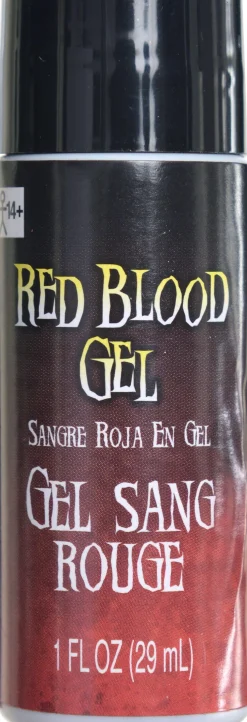 14+
RED BLOOD
GEL
SANGRE ROJA EN GEL
GEL SANG
ROUGE
1 FL OZ (29 mL)